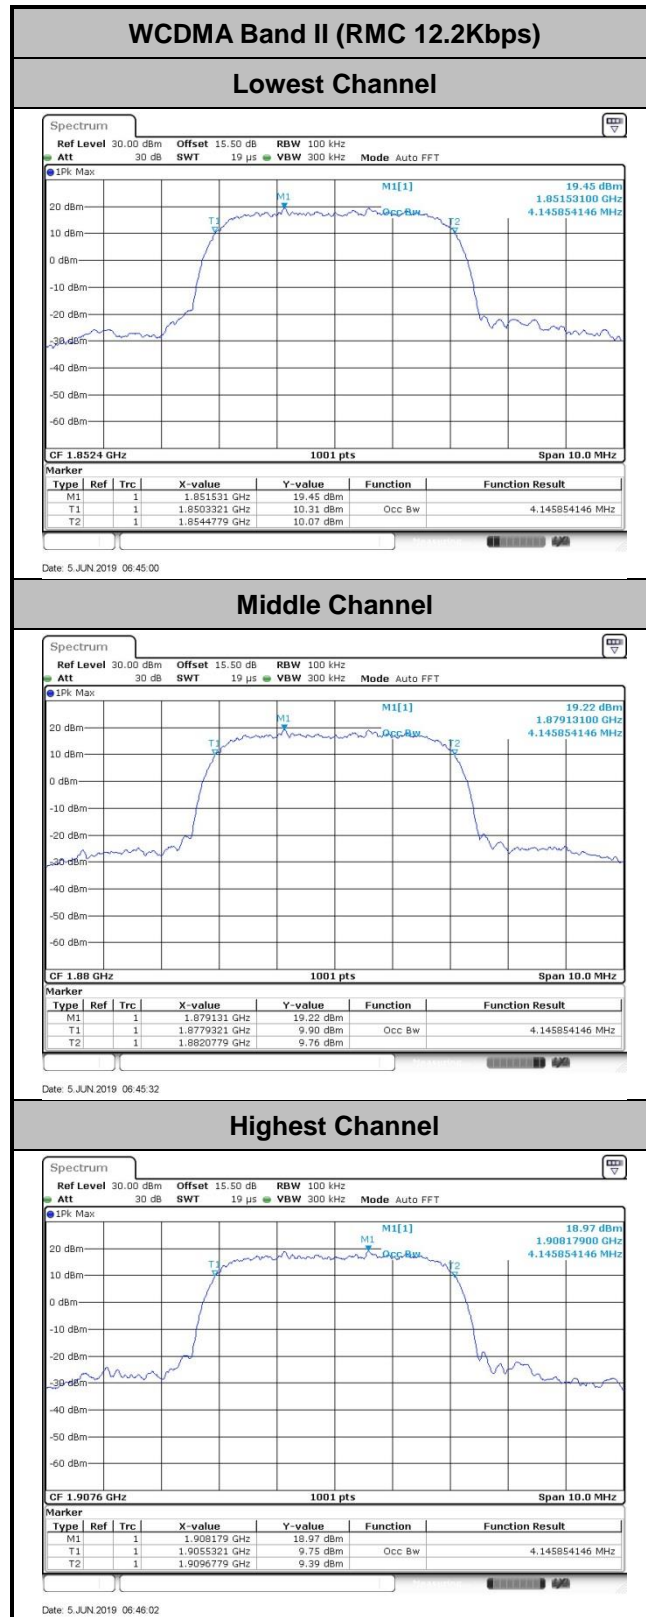 WCDMA Band II (RMC 12.2Kbps)
Lowest Channel
Spectrum
Ref Level 30.00 dBm Offset 15.50 dB RBW 100 kHz
Att 30 dB SWT 19 µs VBW 300 kHz Mode Auto FFT
1Pk Max
M1[1] 19.45 dBm
1.85153100 GHz
Occ Bw 4.145854146 MHz
M1
T1
T2
20 dBm
10 dBm
0 dBm
-10 dBm
-20 dBm
-30 dBm
-40 dBm
-50 dBm
-60 dBm
CF 1.8524 GHz 1001 pts Span 10.0 MHz
Marker
Type Ref Trc X-value Y-value Function Function Result
M1 1 1.851531 GHz 19.45 dBm
T1 1 1.8503321 GHz 10.31 dBm Occ Bw 4.145854146 MHz
T2 1 1.8544779 GHz 10.07 dBm
Date: 5.JUN.2019 06:45:00
Middle Channel
Spectrum
Ref Level 30.00 dBm Offset 15.50 dB RBW 100 kHz
Att 30 dB SWT 19 µs VBW 300 kHz Mode Auto FFT
1Pk Max
M1[1] 19.22 dBm
1.87913100 GHz
Occ Bw 4.145854146 MHz
M1
T1
T2
20 dBm
10 dBm
0 dBm
-10 dBm
-20 dBm
-30 dBm
-40 dBm
-50 dBm
-60 dBm
CF 1.88 GHz 1001 pts Span 10.0 MHz
Marker
Type Ref Trc X-value Y-value Function Function Result
M1 1 1.879131 GHz 19.22 dBm
T1 1 1.8779321 GHz 9.90 dBm Occ Bw 4.145854146 MHz
T2 1 1.8820779 GHz 9.76 dBm
Date: 5.JUN.2019 06:45:32
Highest Channel
Spectrum
Ref Level 30.00 dBm Offset 15.50 dB RBW 100 kHz
Att 30 dB SWT 19 µs VBW 300 kHz Mode Auto FFT
1Pk Max
M1[1] 18.97 dBm
1.90817900 GHz
Occ Bw 4.145854146 MHz
M1
T1
T2
20 dBm
10 dBm
0 dBm
-10 dBm
-20 dBm
-30 dBm
-40 dBm
-50 dBm
-60 dBm
CF 1.9076 GHz 1001 pts Span 10.0 MHz
Marker
Type Ref Trc X-value Y-value Function Function Result
M1 1 1.908179 GHz 18.97 dBm
T1 1 1.9055321 GHz 9.75 dBm Occ Bw 4.145854146 MHz
T2 1 1.9096779 GHz 9.39 dBm
Date: 5.JUN.2019 06:46:02